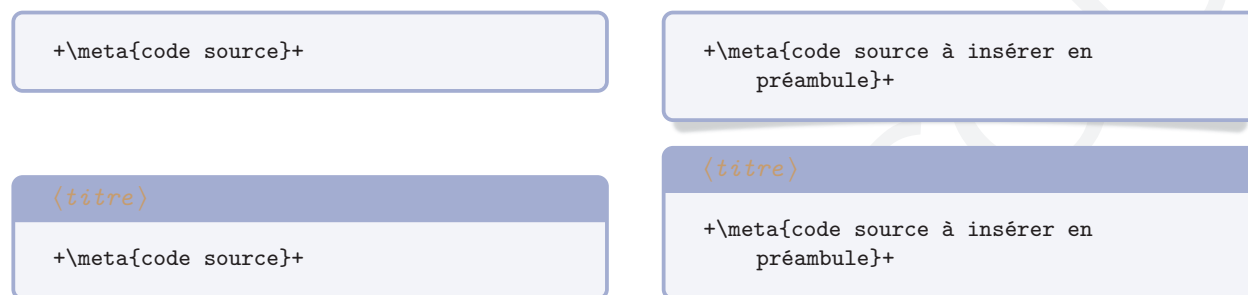 +\meta{code source}+
+\meta{code source à insérer en
préambule}+
⟨titre⟩
+\meta{code source}+
⟨titre⟩
+\meta{code source à insérer en
préambule}+